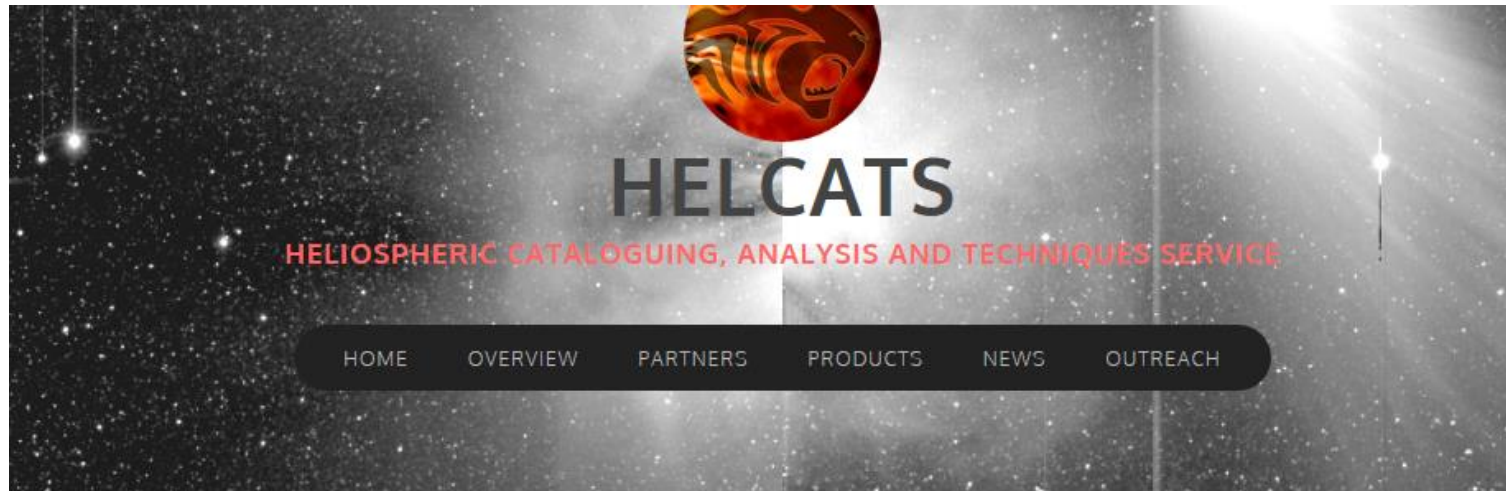 HELCATS
HELIOSPHERIC CATALOGUING, ANALYSIS AND TECHNIQUES SERVICE
HOME OVERVIEW PARTNERS PRODUCTS NEWS OUTREACH